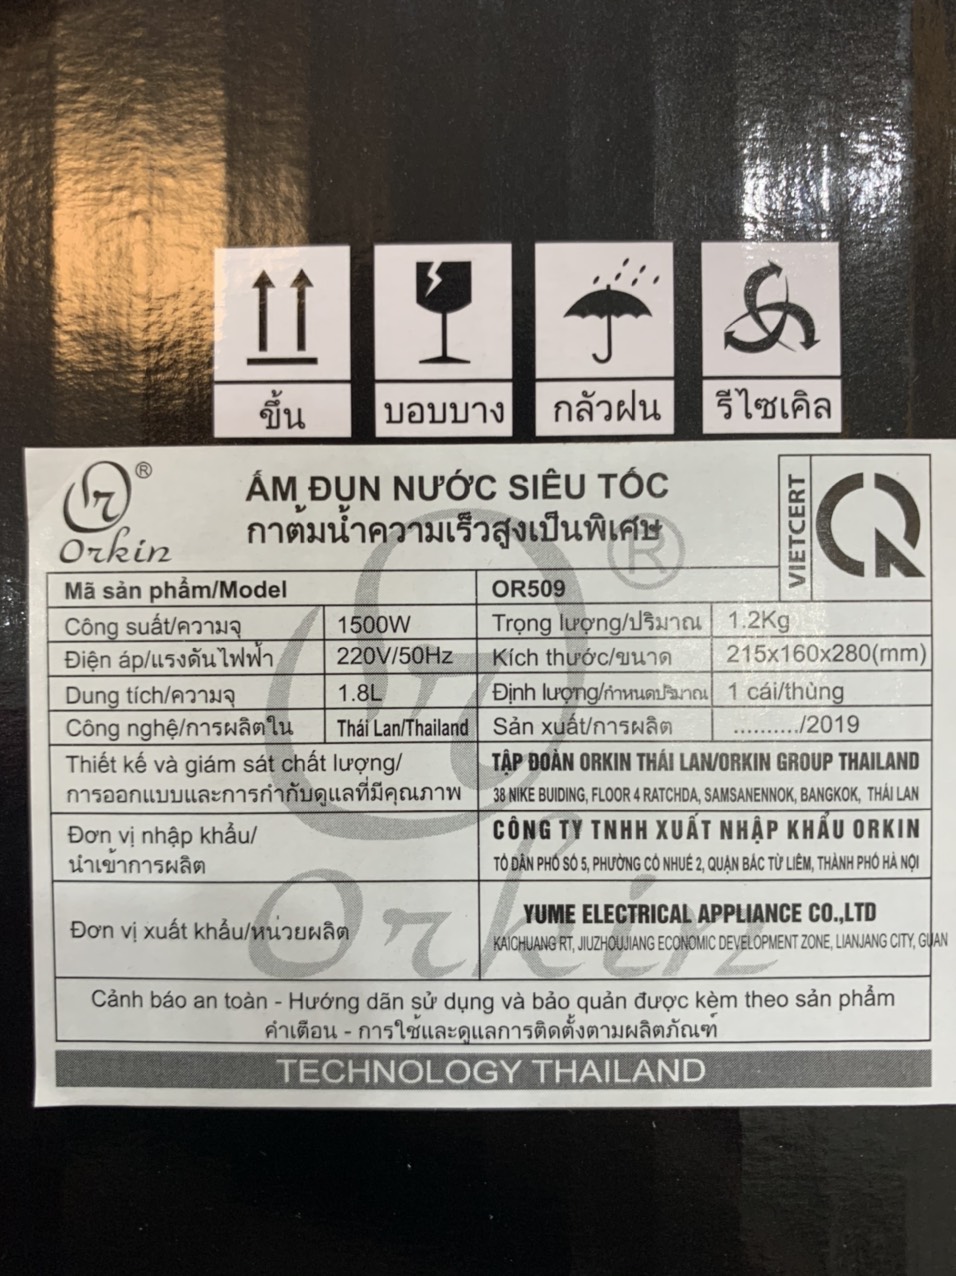 ขึ้น
บอบบาง
กลัวฝน
รีไซเคิล
Orkin ®
ẤM ĐUN NƯỚC SIÊU TỐC
กาต้มน้ำความเร็วสูงเป็นพิเศษ
VIETCERT
Mã sản phẩm/Model OR509
Công suất/ความจุ 1500W Trọng lượng/ปริมาณ 1.2Kg
Điện áp/แรงดันไฟฟ้า 220V/50Hz Kích thước/ขนาด 215x160x280(mm)
Dung tích/ความจุ 1.8L Định lượng/กำหนดปริมาณ 1 cái/thùng
Công nghệ/การผลิตใน Thái Lan/Thailand Sản xuất/การผลิต ........../2019
Thiết kế và giám sát chất lượng/ TẬP ĐOÀN ORKIN THÁI LAN/ORKIN GROUP THAILAND
การออกแบบและการกำกับดูแลที่มีคุณภาพ 38 NIKE BUIDING, FLOOR 4 RATCHDA, SAMSANENNOK, BANGKOK, THÁI LAN
Đơn vị nhập khẩu/ CÔNG TY TNHH XUẤT NHẬP KHẨU ORKIN
นำเข้าการผลิต TỔ DÂN PHỐ SỐ 5, PHƯỜNG CỔ NHUẾ 2, QUẬN BẮC TỪ LIÊM, THÀNH PHỐ HÀ NỘI
Đơn vị xuất khẩu/หน่วยผลิต YUME ELECTRICAL APPLIANCE CO.,LTD
KAICHUANG RT, JIUZHOUJIANG ECONOMIC DEVELOPMENT ZONE, LIANJANG CITY, GUAN
Cảnh báo an toàn - Hướng dẫn sử dụng và bảo quản được kèm theo sản phẩm
คำเตือน - การใช้และดูแลการติดตั้งตามผลิตภัณฑ์
TECHNOLOGY THAILAND